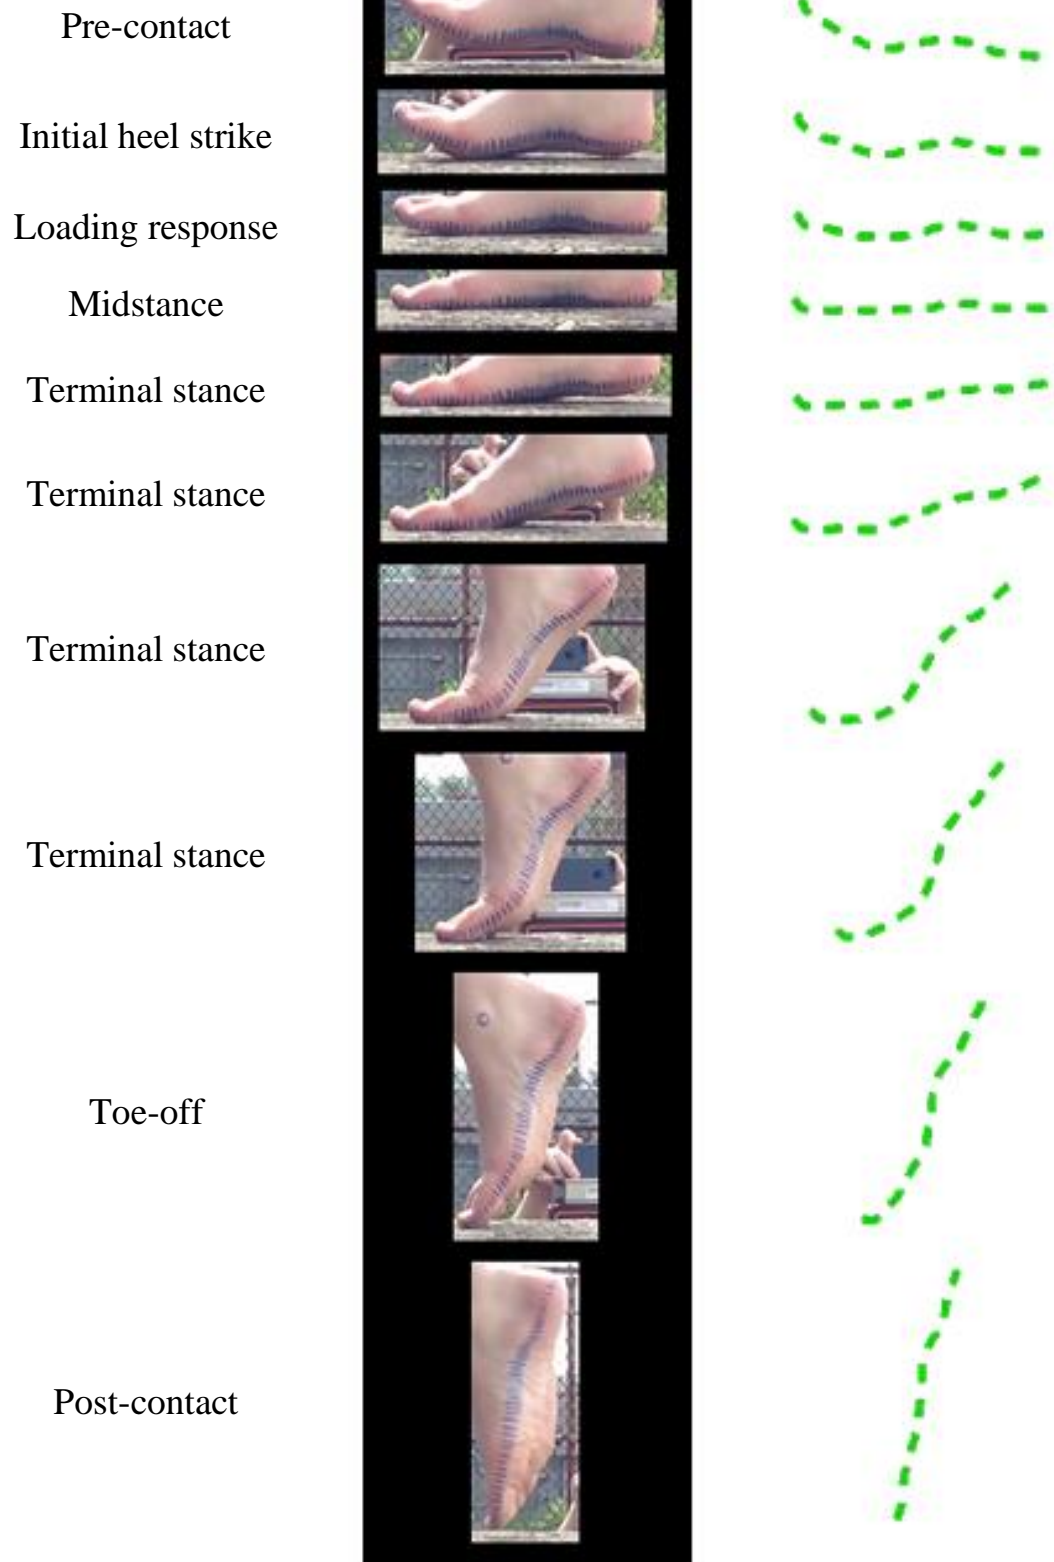 Pre-contact
Initial heel strike
Loading response
Midstance
Terminal stance
Terminal stance
Terminal stance
Terminal stance
Toe-off
Post-contact